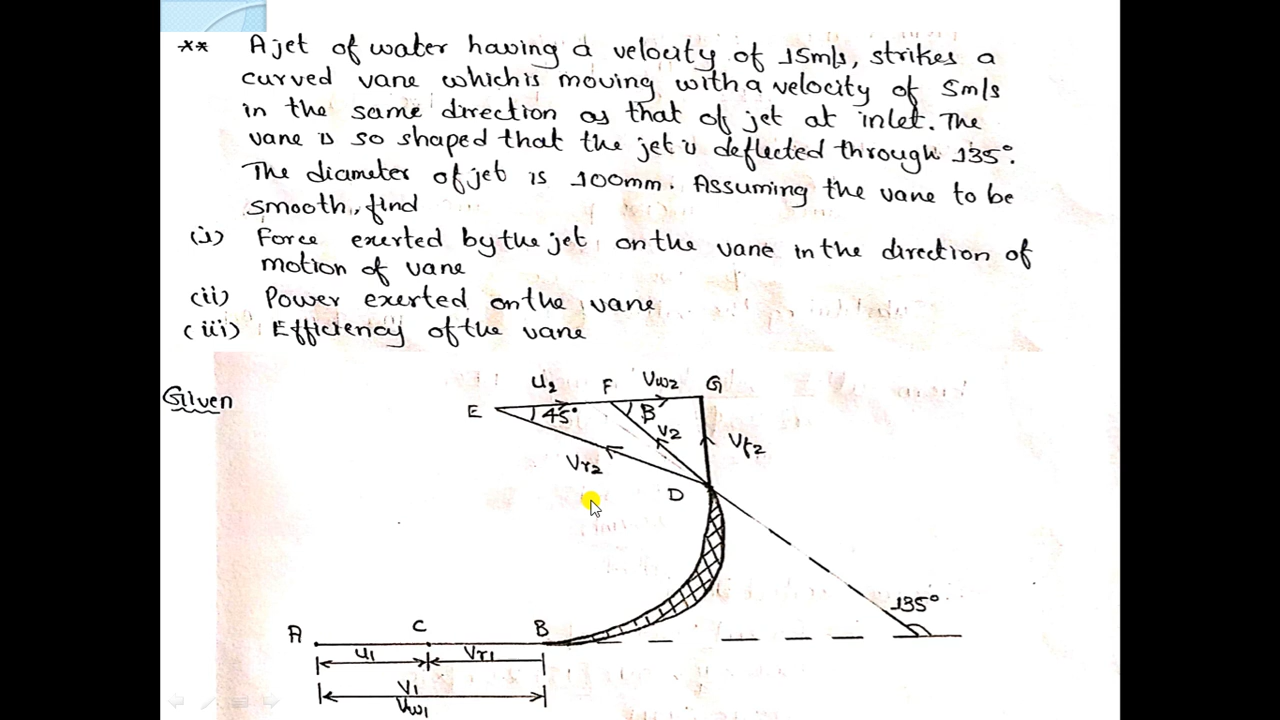 ** A jet of water having a velocity of 15m/s, strikes a
curved vane which is moving with a velocity of 5m/s
in the same direction as that of jet at inlet. The
vane is so shaped that the jet is deflected through 135°.
The diameter of jet is 100mm. Assuming the vane to be
smooth, find
(i) Force exerted by the jet on the vane in the direction of
motion of vane
(ii) Power exerted on the vane
(iii) Efficiency of the vane
Given
E u2 F Vw2 G
45° β
V2
Vf2
Vr2
D
135°
A C B
u1 Vr1
V1
Vw1